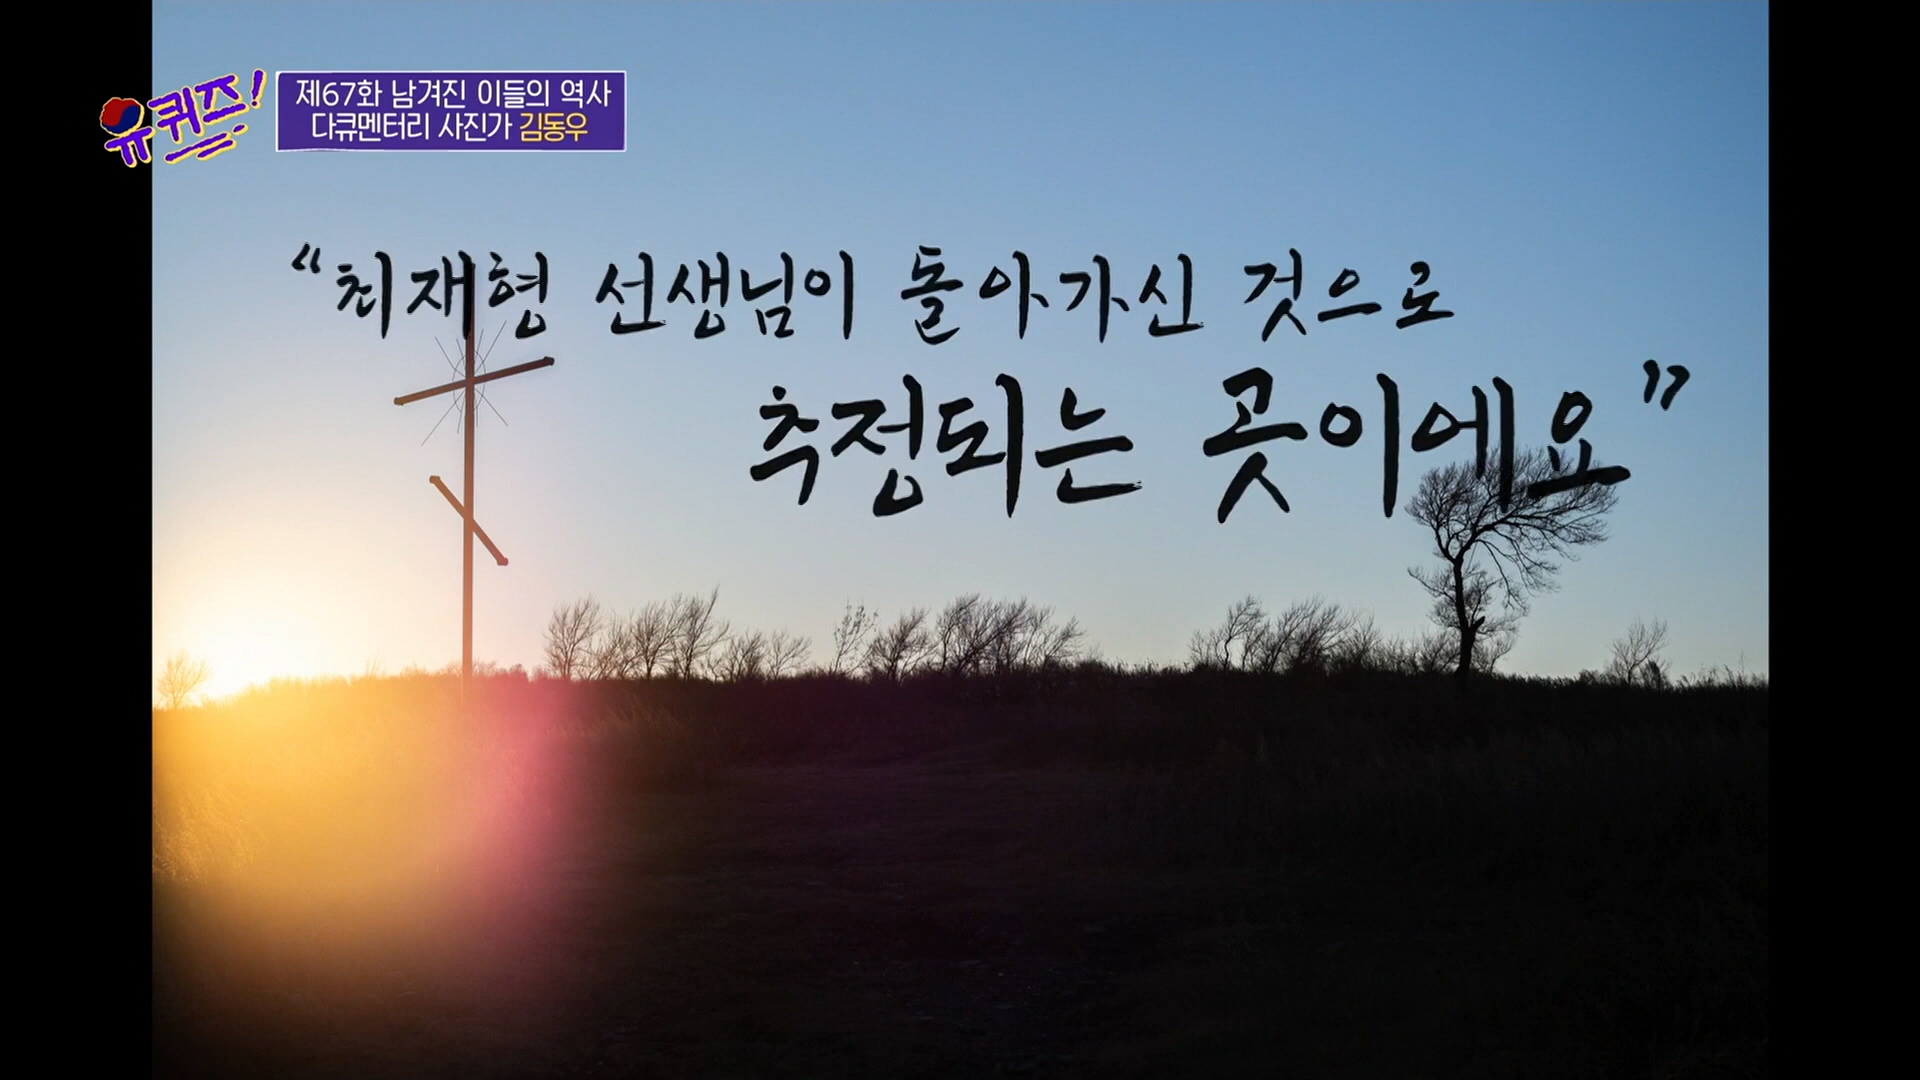 유퀴즈!
제67화 남겨진 이들의 역사
다큐멘터리 사진가 김동우
“최재형 선생님이 돌아가신 것으로
추정되는 곳이에요”